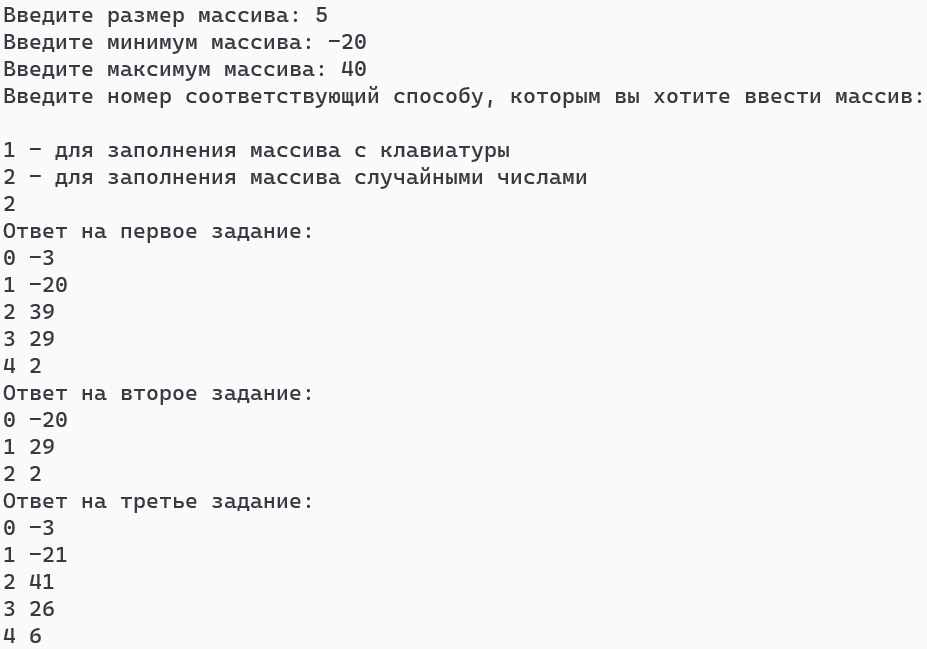 Введите размер массива: 5
Введите минимум массива: -20
Введите максимум массива: 40
Введите номер соответствующий способу, которым вы хотите ввести массив:
1 - для заполнения массива с клавиатуры
2 - для заполнения массива случайными числами
2
Ответ на первое задание:
0 -3
1 -20
2 39
3 29
4 2
Ответ на второе задание:
0 -20
1 29
2 2
Ответ на третье задание:
0 -3
1 -21
2 41
3 26
4 6